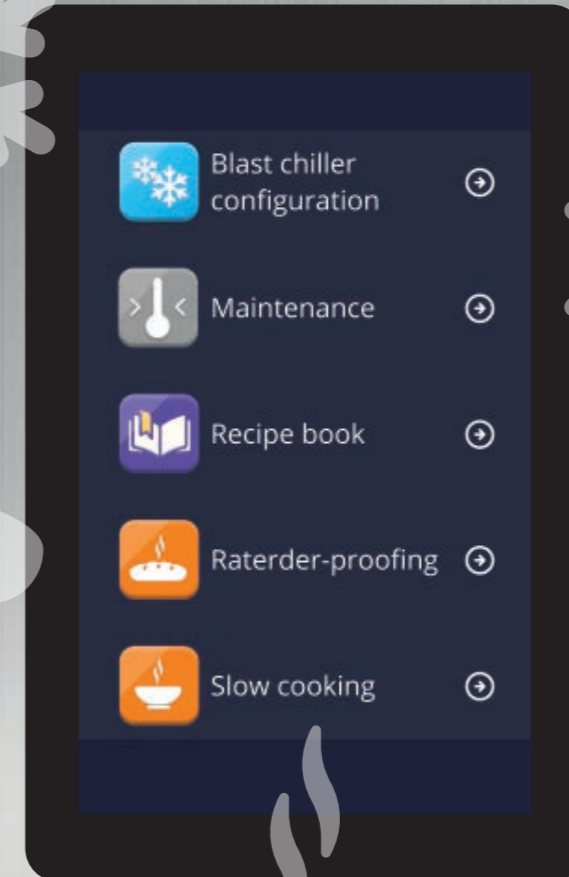 Blast chiller
configuration
Maintenance
Recipe book
Raterder-proofing
Slow cooking